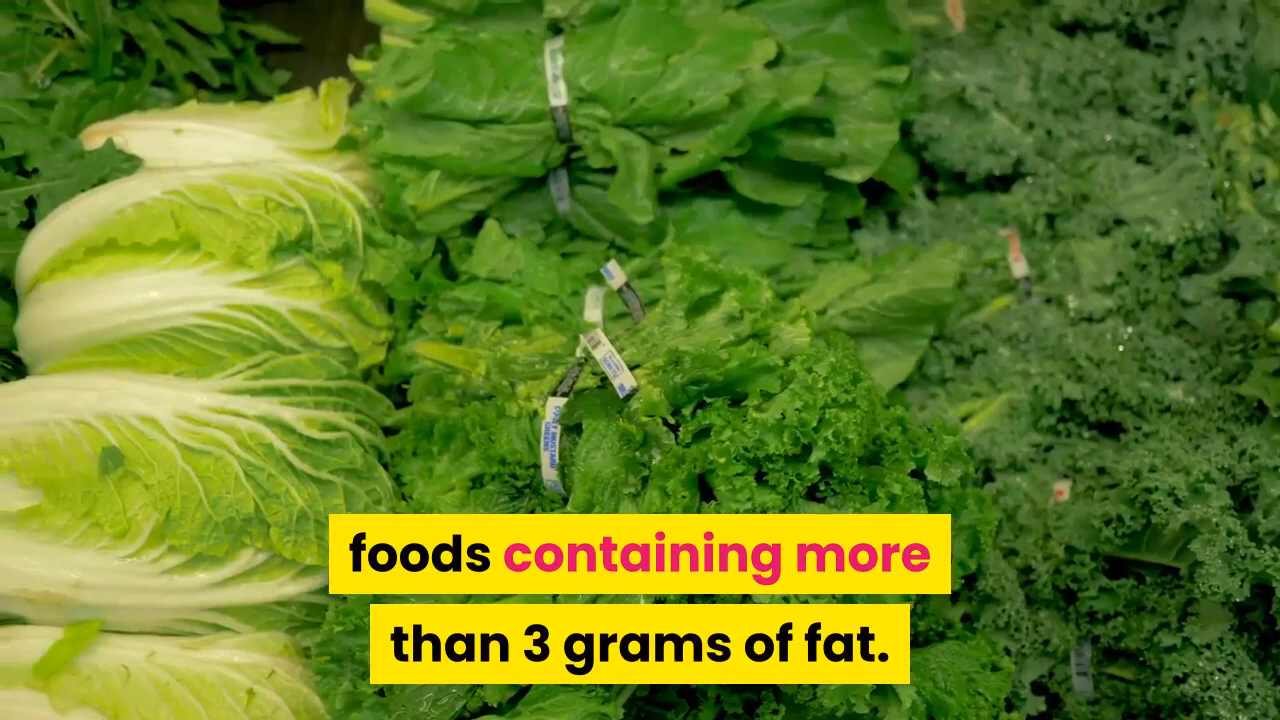 foods containing more
than 3 grams of fat.